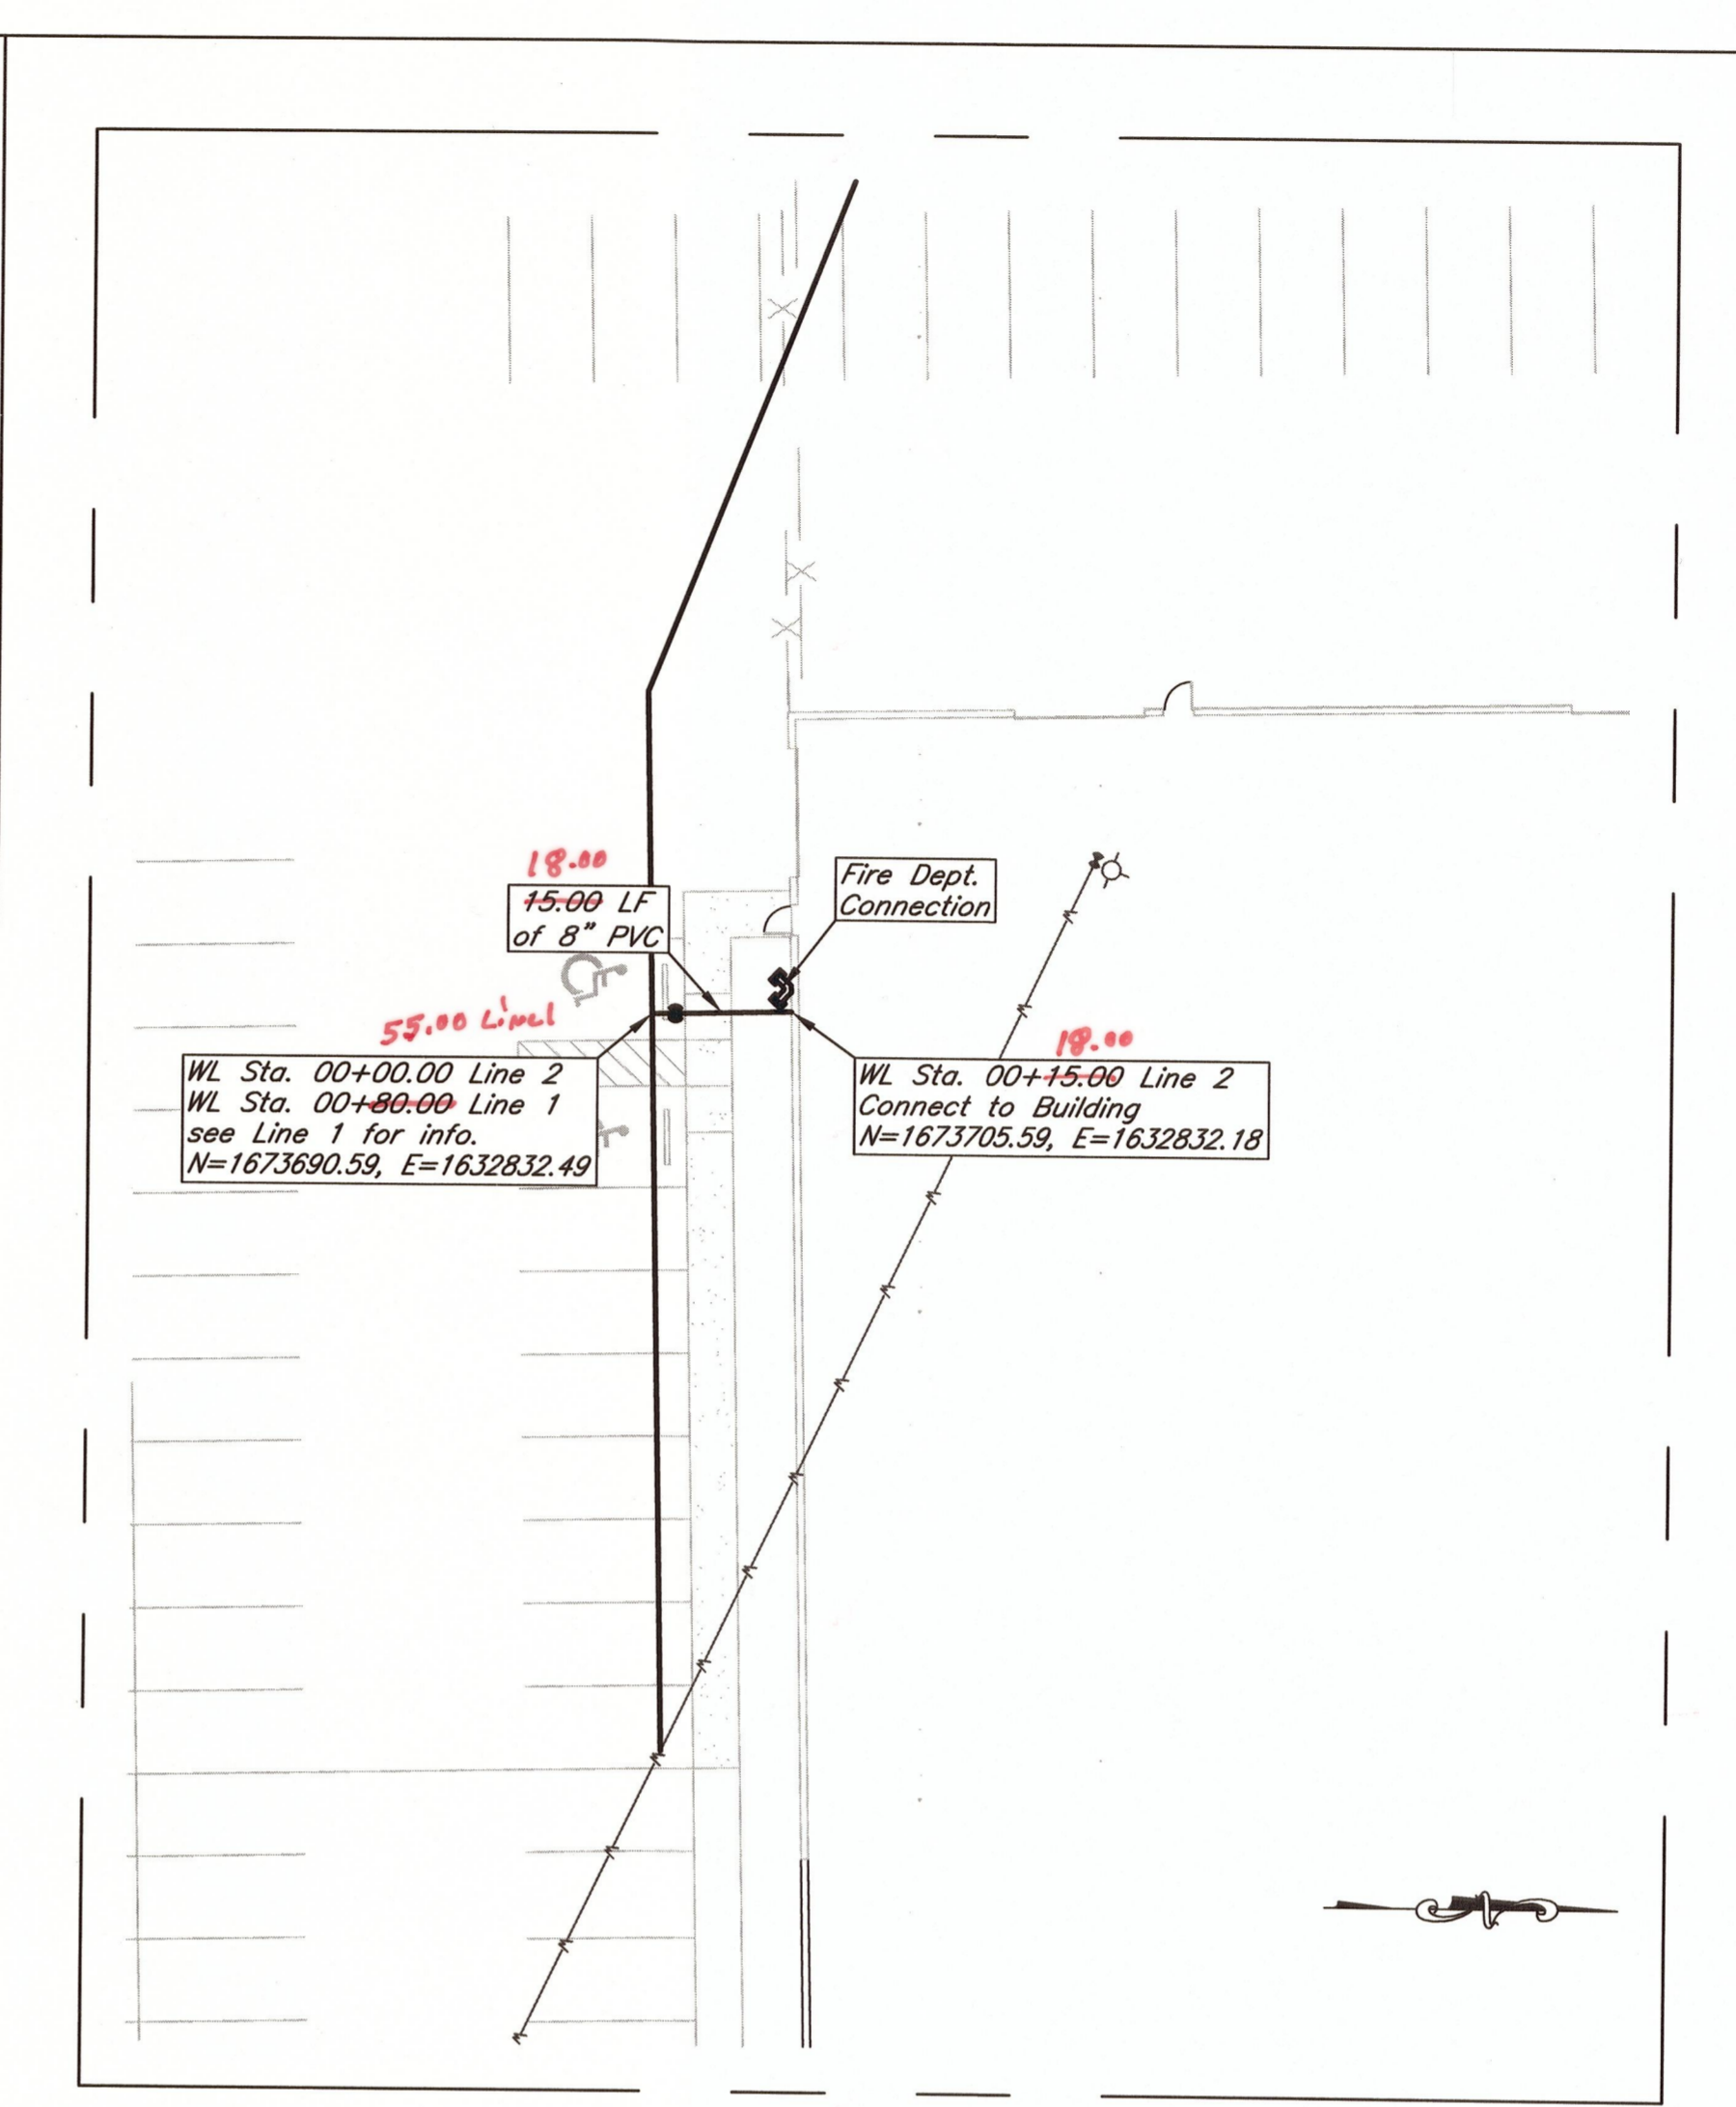 18.00
15.00 LF
of 8" PVC
Fire Dept.
Connection
55.00 Line 1
WL Sta. 00+00.00 Line 2
WL Sta. 00+80.00 Line 1
see Line 1 for info.
N=1673690.59, E=1632832.49
18.00
WL Sta. 00+15.00 Line 2
Connect to Building
N=1673705.59, E=1632832.18